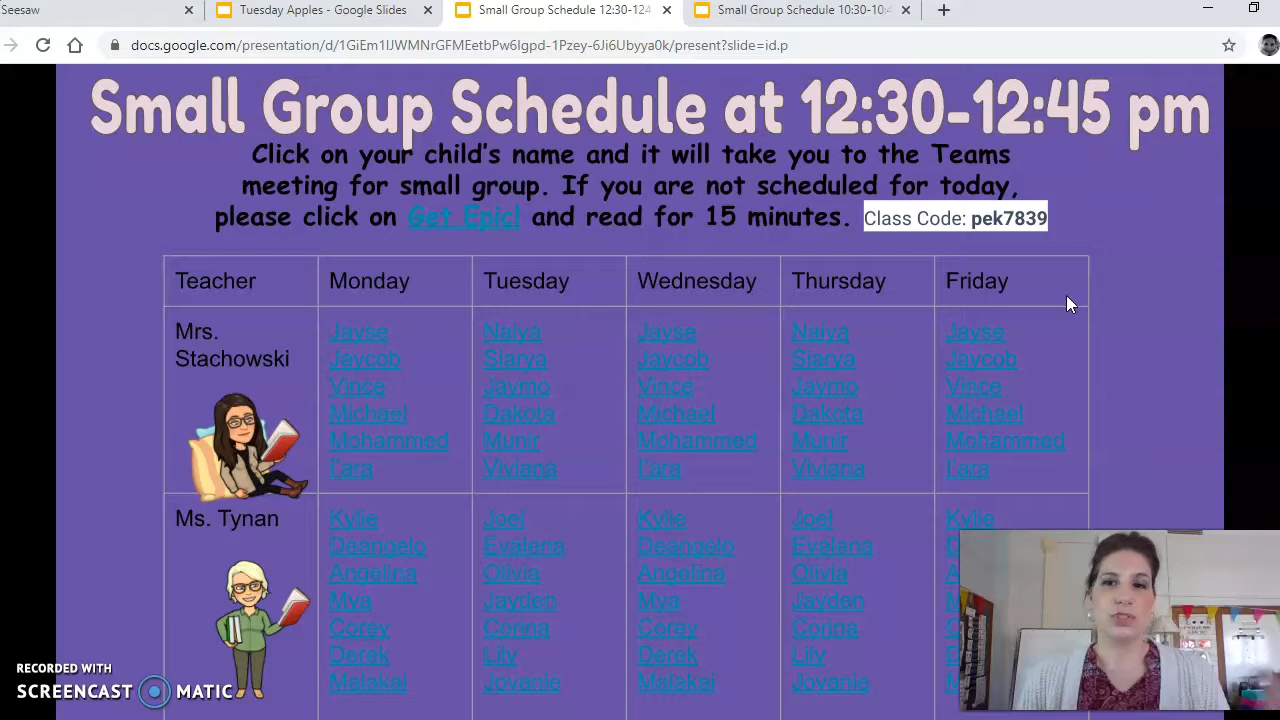 Seesaw
Tuesday Apples - Google Slides
Small Group Schedule 12:30-124
Small Group Schedule 10:30-10:4
docs.google.com/presentation/d/1GiEm1IJWMNrGFMEetbPw6Igpd-1Pzey-6Ji6Ubyya0k/present?slide=id.p
Small Group Schedule at 12:30-12:45 pm
Click on your child's name and it will take you to the Teams
meeting for small group. If you are not scheduled for today,
please click on Get Epic! and read for 15 minutes. Class Code: pek7839
Teacher Monday Tuesday Wednesday Thursday Friday
Mrs. Jayse Naiya Jayse Naiya Jayse
Stachowski Jaycob Siarya Jaycob Siarya Jaycob
Vince Jaymo Vince Jaymo Vince
Michael Dakota Michael Dakota Michael
Mohammed Munir Mohammed Munir Mohammed
I'ara Viviana I'ara Viviana I'ara
Ms. Tynan Kylie Joel Kylie Joel Kylie
Deangelo Evalena Deangelo Evalena
Angelina Olivia Angelina Olivia
Mya Jayden Mya Jayden
Corey Corina Corey Corina
Derek Lily Derek Lily
Malakai Jovanie Malakai Jovanie
RECORDED WITH
SCREENCAST MATIC